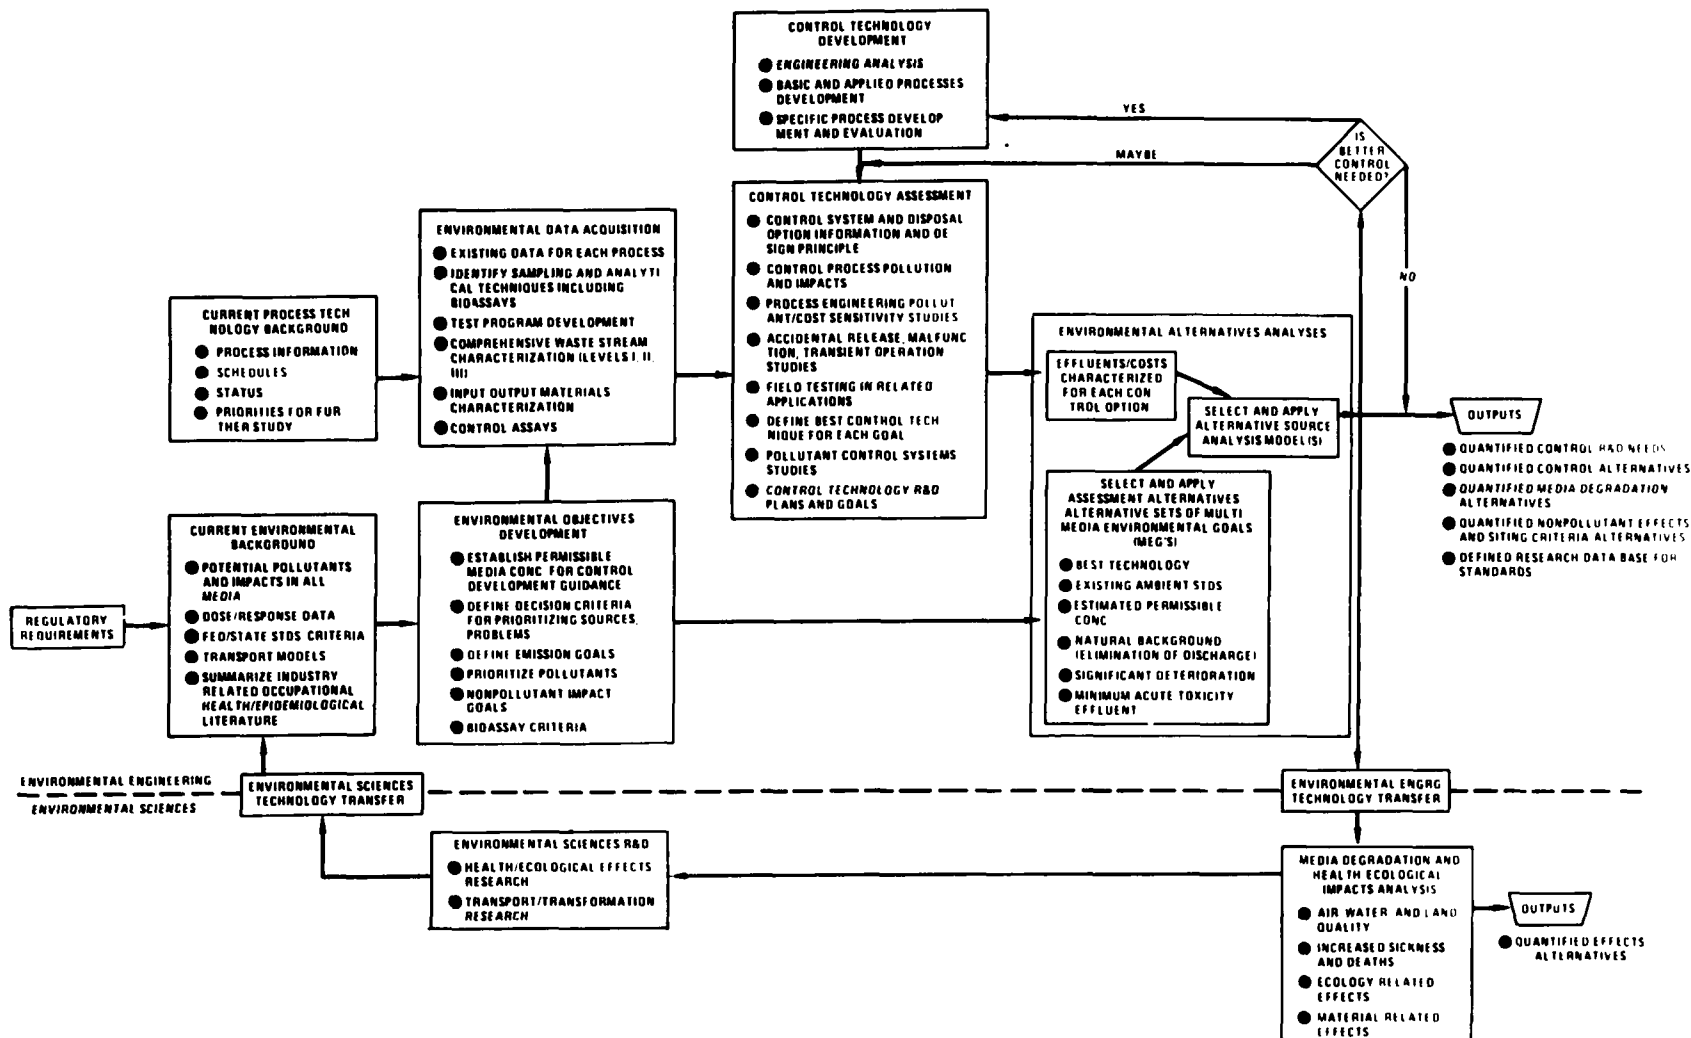 CONTROL TECHNOLOGY
DEVELOPMENT
● ENGINEERING ANALYSIS
● BASIC AND APPLIED PROCESSES
DEVELOPMENT
● SPECIFIC PROCESS DEVELOP
MENT AND EVALUATION
YES
MAYBE
IS
BETTER
CONTROL
NEEDED?
NO
CONTROL TECHNOLOGY ASSESSMENT
● CONTROL SYSTEM AND DISPOSAL
OPTION INFORMATION AND DE
SIGN PRINCIPLE
● CONTROL PROCESS POLLUTION
AND IMPACTS
● PROCESS ENGINEERING POLLUT
ANT/COST SENSITIVITY STUDIES
● ACCIDENTAL RELEASE, MALFUNC
TION, TRANSIENT OPERATION
STUDIES
● FIELD TESTING IN RELATED
APPLICATIONS
● DEFINE BEST CONTROL TECH
NIQUE FOR EACH GOAL
● POLLUTANT CONTROL SYSTEMS
STUDIES
● CONTROL TECHNOLOGY R&D
PLANS AND GOALS
ENVIRONMENTAL DATA ACQUISITION
● EXISTING DATA FOR EACH PROCESS
● IDENTIFY SAMPLING AND ANALYTI
CAL TECHNIQUES INCLUDING
BIOASSAYS
● TEST PROGRAM DEVELOPMENT
● COMPREHENSIVE WASTE STREAM
CHARACTERIZATION (LEVELS I, II,
III)
● INPUT OUTPUT MATERIALS
CHARACTERIZATION
● CONTROL ASSAYS
CURRENT PROCESS TECH
NOLOGY BACKGROUND
● PROCESS INFORMATION
● SCHEDULES
● STATUS
● PRIORITIES FOR FUR
THER STUDY
ENVIRONMENTAL ALTERNATIVES ANALYSES
EFFLUENTS/COSTS
CHARACTERIZED
FOR EACH CON
TROL OPTION
SELECT AND APPLY
ALTERNATIVE SOURCE
ANALYSIS MODEL(S)
SELECT AND APPLY
ASSESSMENT ALTERNATIVES
ALTERNATIVE SETS OF MULTI
MEDIA ENVIRONMENTAL GOALS
(MEG'S)
● BEST TECHNOLOGY
● EXISTING AMBIENT STDS
● ESTIMATED PERMISSIBLE
CONC
● NATURAL BACKGROUND
(ELIMINATION OF DISCHARGE)
● SIGNIFICANT DETERIORATION
● MINIMUM ACUTE TOXICITY
EFFLUENT
OUTPUTS
● QUANTIFIED CONTROL R&D NEEDS
● QUANTIFIED CONTROL ALTERNATIVES
● QUANTIFIED MEDIA DEGRADATION
ALTERNATIVES
● QUANTIFIED NONPOLLUTANT EFFECTS
AND SITING CRITERIA ALTERNATIVES
● DEFINED RESEARCH DATA BASE FOR
STANDARDS
REGULATORY
REQUIREMENTS
CURRENT ENVIRONMENTAL
BACKGROUND
● POTENTIAL POLLUTANTS
AND IMPACTS IN ALL
MEDIA
● DOSE/RESPONSE DATA
● FED/STATE STDS CRITERIA
● TRANSPORT MODELS
● SUMMARIZE INDUSTRY
RELATED OCCUPATIONAL
HEALTH/EPIDEMIOLOGICAL
LITERATURE
ENVIRONMENTAL OBJECTIVES
DEVELOPMENT
● ESTABLISH PERMISSIBLE
MEDIA CONC FOR CONTROL
DEVELOPMENT GUIDANCE
● DEFINE DECISION CRITERIA
FOR PRIORITIZING SOURCES,
PROBLEMS
● DEFINE EMISSION GOALS
● PRIORITIZE POLLUTANTS
● NONPOLLUTANT IMPACT
GOALS
● BIOASSAY CRITERIA
ENVIRONMENTAL ENGINEERING
ENVIRONMENTAL SCIENCES
ENVIRONMENTAL SCIENCES
TECHNOLOGY TRANSFER
ENVIRONMENTAL ENGRG
TECHNOLOGY TRANSFER
ENVIRONMENTAL SCIENCES R&D
● HEALTH/ECOLOGICAL EFFECTS
RESEARCH
● TRANSPORT/TRANSFORMATION
RESEARCH
MEDIA DEGRADATION AND
HEALTH ECOLOGICAL
IMPACTS ANALYSIS
● AIR WATER AND LAND
QUALITY
● INCREASED SICKNESS
AND DEATHS
● ECOLOGY RELATED
EFFECTS
● MATERIAL RELATED
EFFECTS
OUTPUTS
● QUANTIFIED EFFECTS
ALTERNATIVES